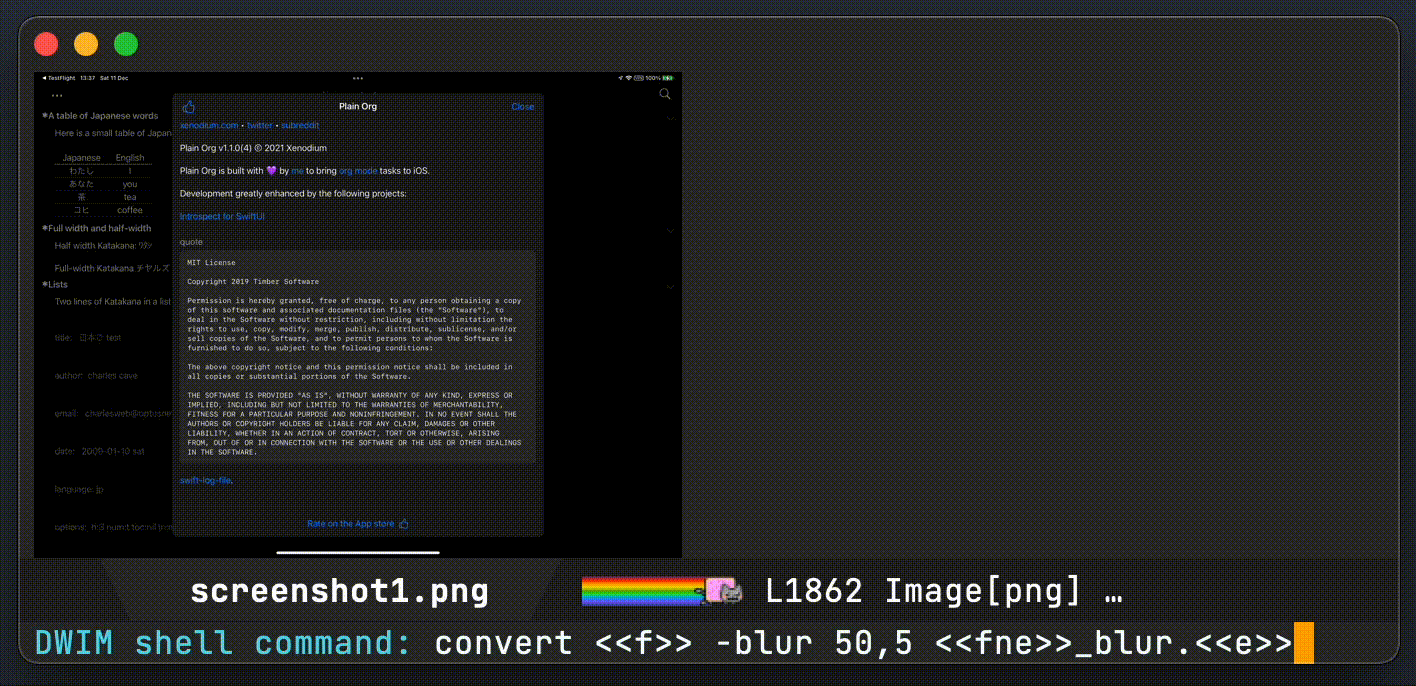 TestFlight 13:37 Sat 11 Dec
100%
Plain Org
Close
*A table of Japanese words
Here is a small table of Japan
Japanese English
わたし I
あなた you
茶 tea
コヒ coffee
*Full width and half-width
Half width Katakana: ﾜﾀｼ
Full-width Katakana チヤルズ
*Lists
Two lines of Katakana in a list
title: test
author: charles cave
email:
date: 2009-01-10 sat
language: jp
options:
xenodium.com • twitter • subreddit
Plain Org v1.1.0(4) © 2021 Xenodium
Plain Org is built with 💜 by me to bring org mode tasks to iOS.
Development greatly enhanced by the following projects:
Introspect for SwiftUI
quote
MIT License
Copyright 2019 Timber Software
Permission is hereby granted, free of charge, to any person obtaining a copy
of this software and associated documentation files (the "Software"), to
deal in the Software without restriction, including without limitation the
rights to use, copy, modify, merge, publish, distribute, sublicense, and/or
sell copies of the Software, and to permit persons to whom the Software is
furnished to do so, subject to the following conditions:
The above copyright notice and this permission notice shall be included in
all copies or substantial portions of the Software.
THE SOFTWARE IS PROVIDED "AS IS", WITHOUT WARRANTY OF ANY KIND, EXPRESS OR
IMPLIED, INCLUDING BUT NOT LIMITED TO THE WARRANTIES OF MERCHANTABILITY,
FITNESS FOR A PARTICULAR PURPOSE AND NONINFRINGEMENT. IN NO EVENT SHALL THE
AUTHORS OR COPYRIGHT HOLDERS BE LIABLE FOR ANY CLAIM, DAMAGES OR OTHER
LIABILITY, WHETHER IN AN ACTION OF CONTRACT, TORT OR OTHERWISE, ARISING
FROM, OUT OF OR IN CONNECTION WITH THE SOFTWARE OR THE USE OR OTHER DEALINGS
IN THE SOFTWARE.
swift-log-file.
Rate on the App store
screenshot1.png
L1862 Image[png] …
DWIM shell command: convert <<f>> -blur 50,5 <<fne>>_blur.<<e>>